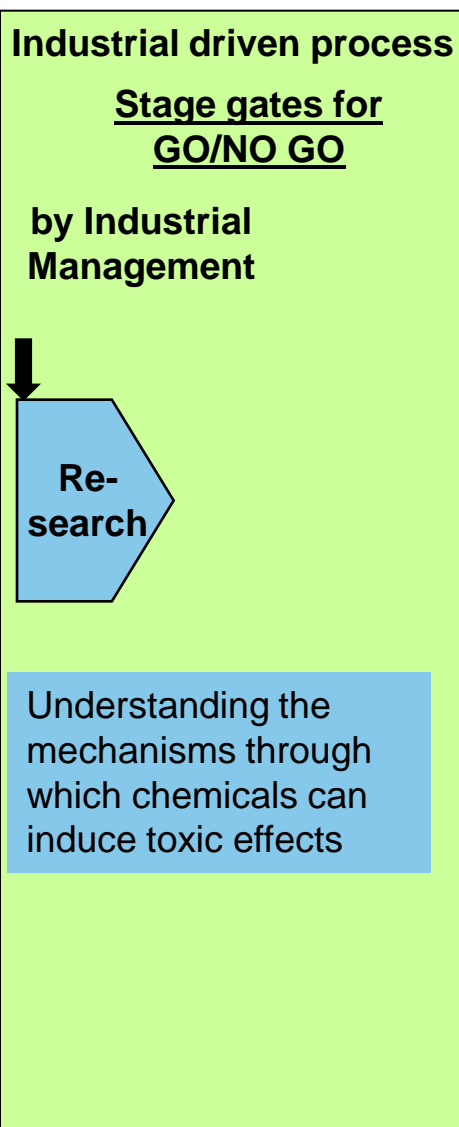 Industrial driven process
Stage gates for
GO/NO GO
by Industrial
Management
Re-
search
Understanding the
mechanisms through
which chemicals can
induce toxic effects